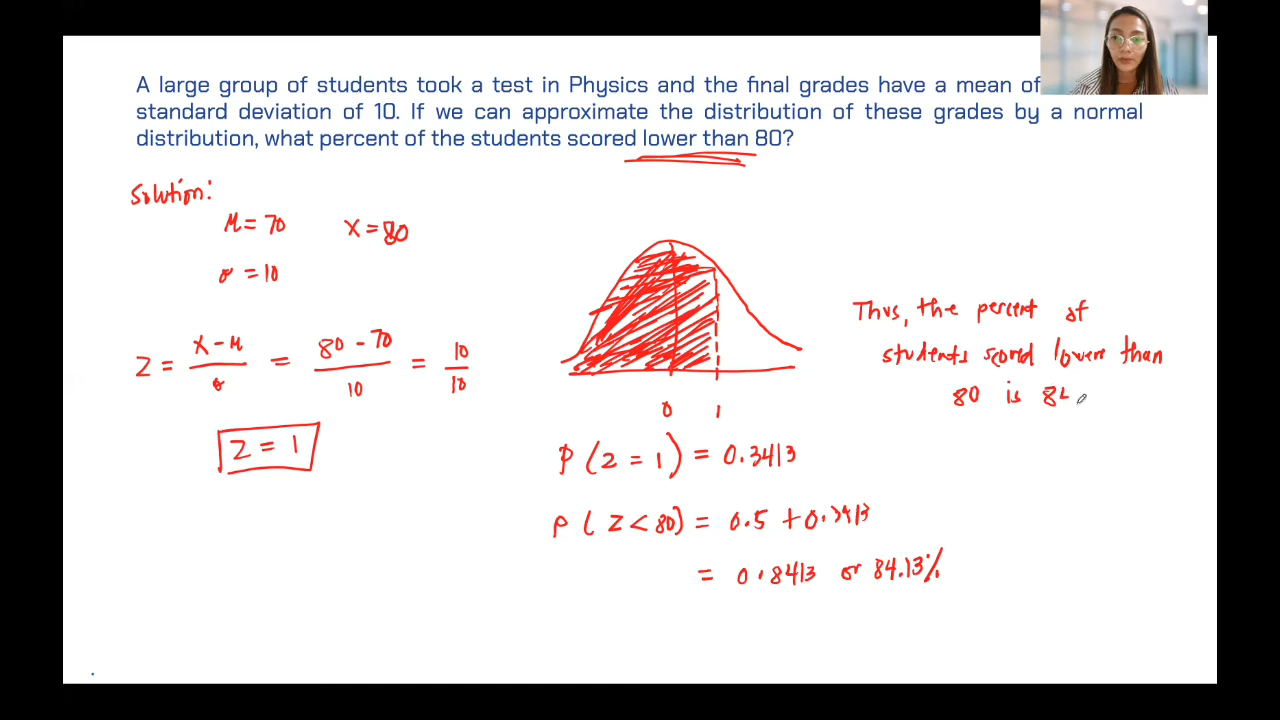 A large group of students took a test in Physics and the final grades have a mean of
standard deviation of 10. If we can approximate the distribution of these grades by a normal
distribution, what percent of the students scored lower than 80?
Solution:
μ = 70 X = 80
σ = 10
Z = X - μ / σ = 80 - 70 / 10 = 10 / 10
Z = 1
0 1
P(Z = 1) = 0.3413
P(Z < 80) = 0.5 + 0.3413
= 0.8413 or 84.13%
Thus, the percent of
students scored lowere than
80 is 84